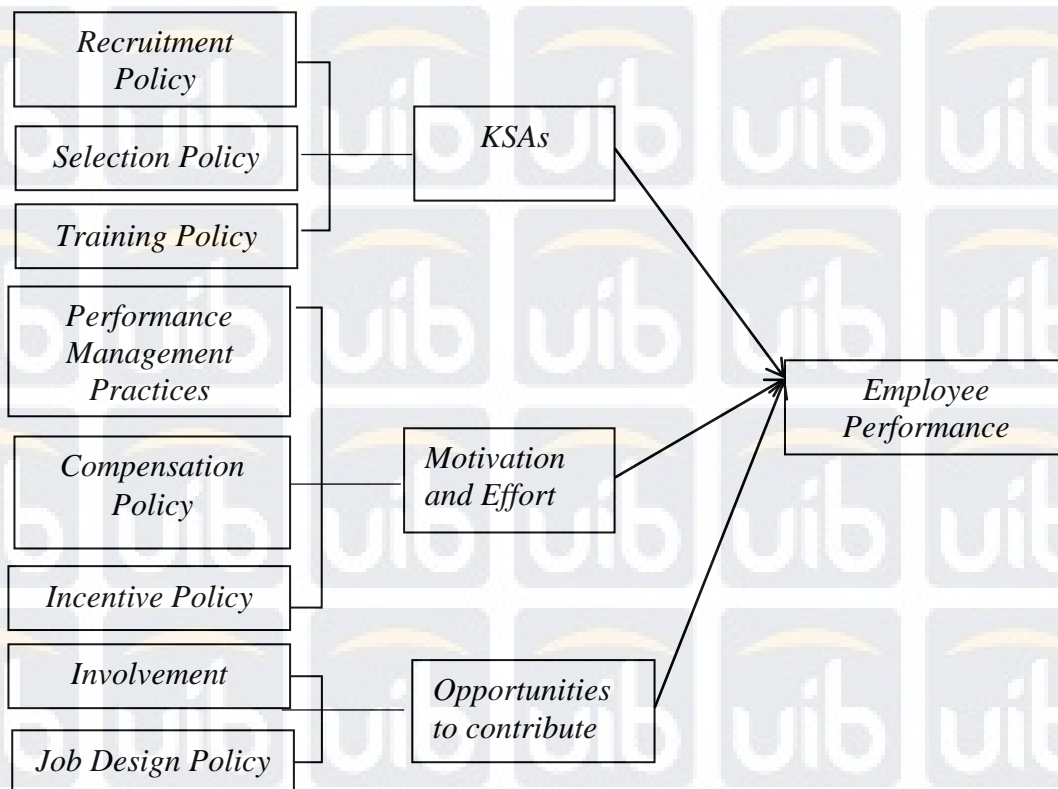 Recruitment
Policy
Selection Policy
Training Policy
Performance
Management
Practices
Compensation
Policy
Incentive Policy
Involvement
Job Design Policy
KSAs
Motivation
and Effort
Opportunities
to contribute
Employee
Performance
uib